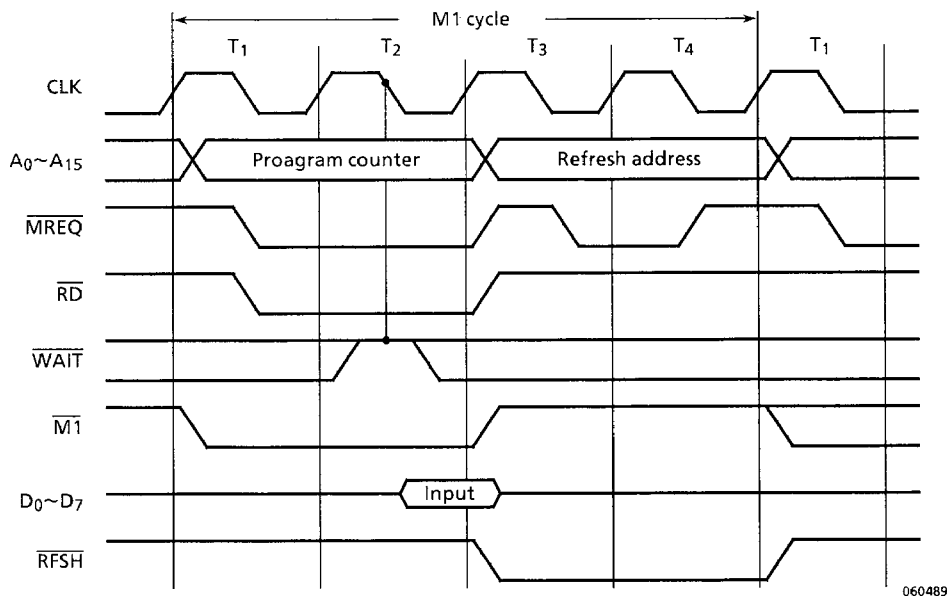 M1 cycle
T1 T2 T3 T4 T1
CLK
A0~A15 Proagram counter Refresh address
MREQ
RD
WAIT
M1
D0~D7 Input
RFSH
060489